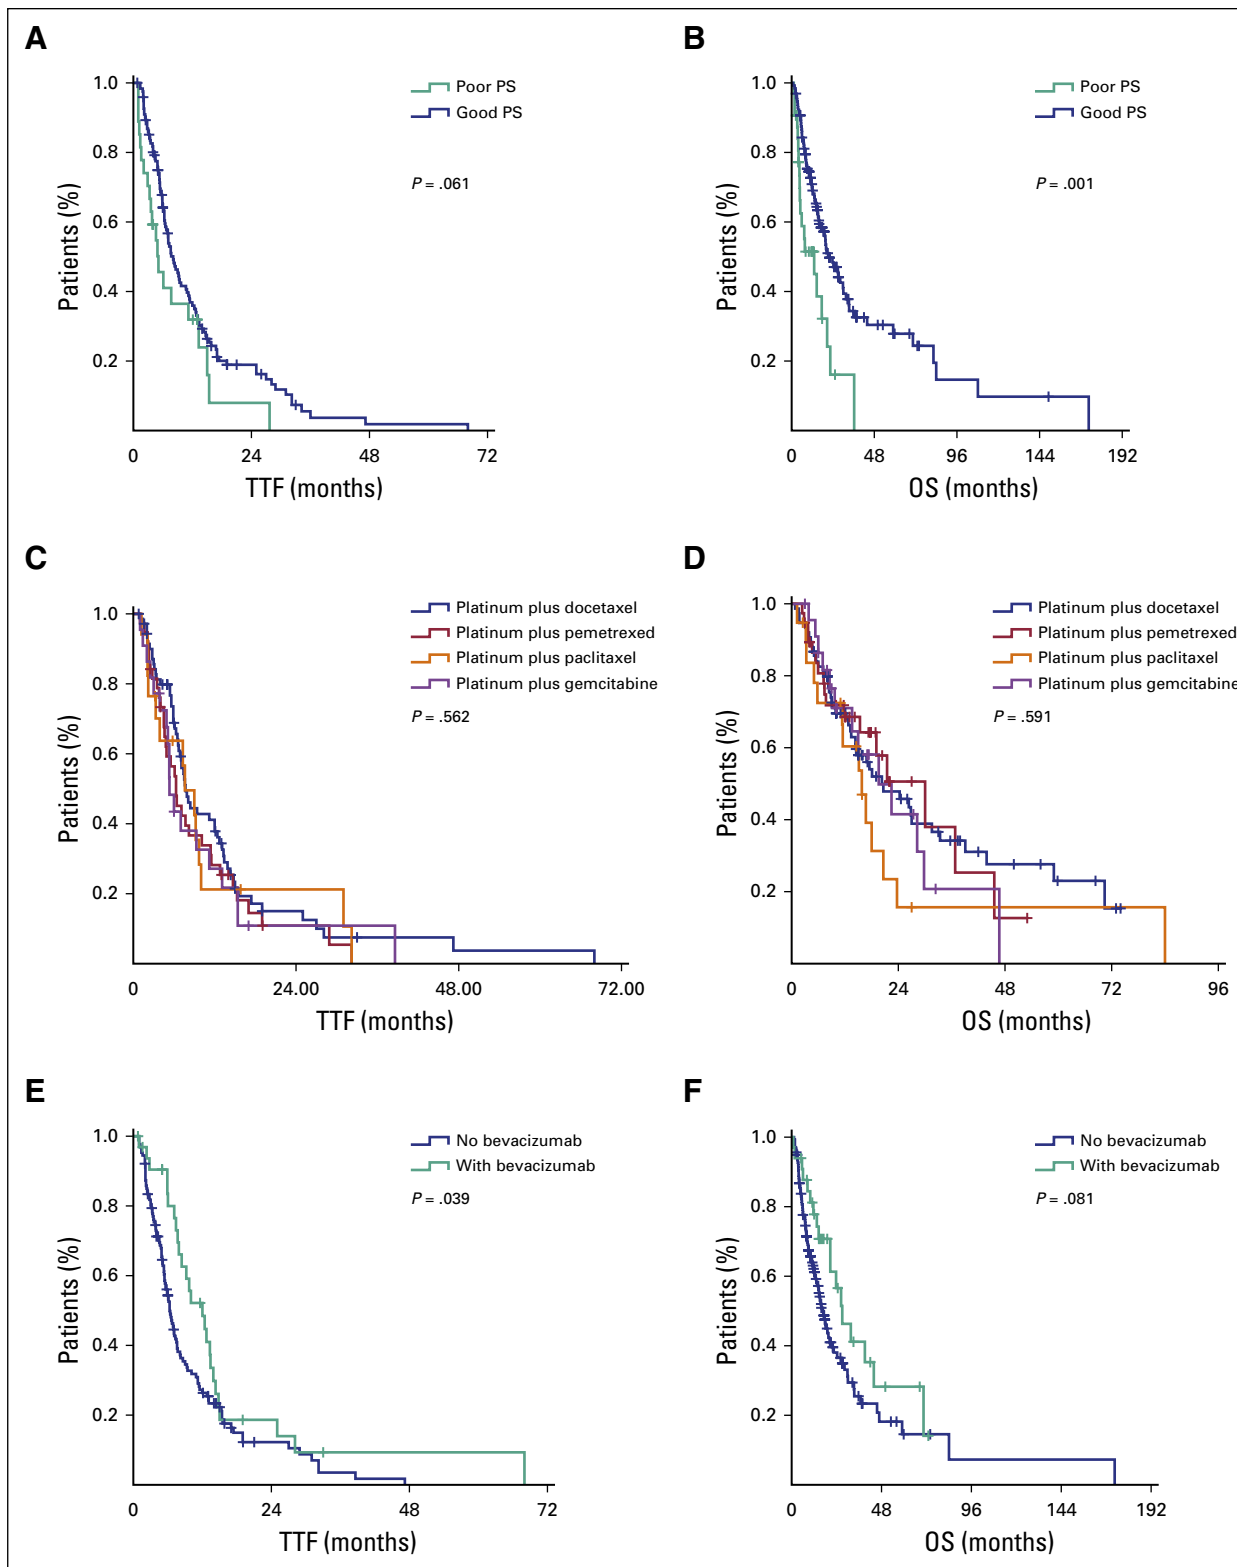 A
B
Patients (%)
1.0
0.8
0.6
0.4
0.2
0
24
48
72
TTF (months)
Poor PS
Good PS
P = .061
Patients (%)
1.0
0.8
0.6
0.4
0.2
0
48
96
144
192
OS (months)
Poor PS
Good PS
P = .001
C
D
Patients (%)
1.0
0.8
0.6
0.4
0.2
0
24.00
48.00
72.00
TTF (months)
Platinum plus docetaxel
Platinum plus pemetrexed
Platinum plus paclitaxel
Platinum plus gemcitabine
P = .562
Patients (%)
1.0
0.8
0.6
0.4
0.2
0
24
48
72
96
OS (months)
Platinum plus docetaxel
Platinum plus pemetrexed
Platinum plus paclitaxel
Platinum plus gemcitabine
P = .591
E
F
Patients (%)
1.0
0.8
0.6
0.4
0.2
0
24
48
72
TTF (months)
No bevacizumab
With bevacizumab
P = .039
Patients (%)
1.0
0.8
0.6
0.4
0.2
0
48
96
144
192
OS (months)
No bevacizumab
With bevacizumab
P = .081